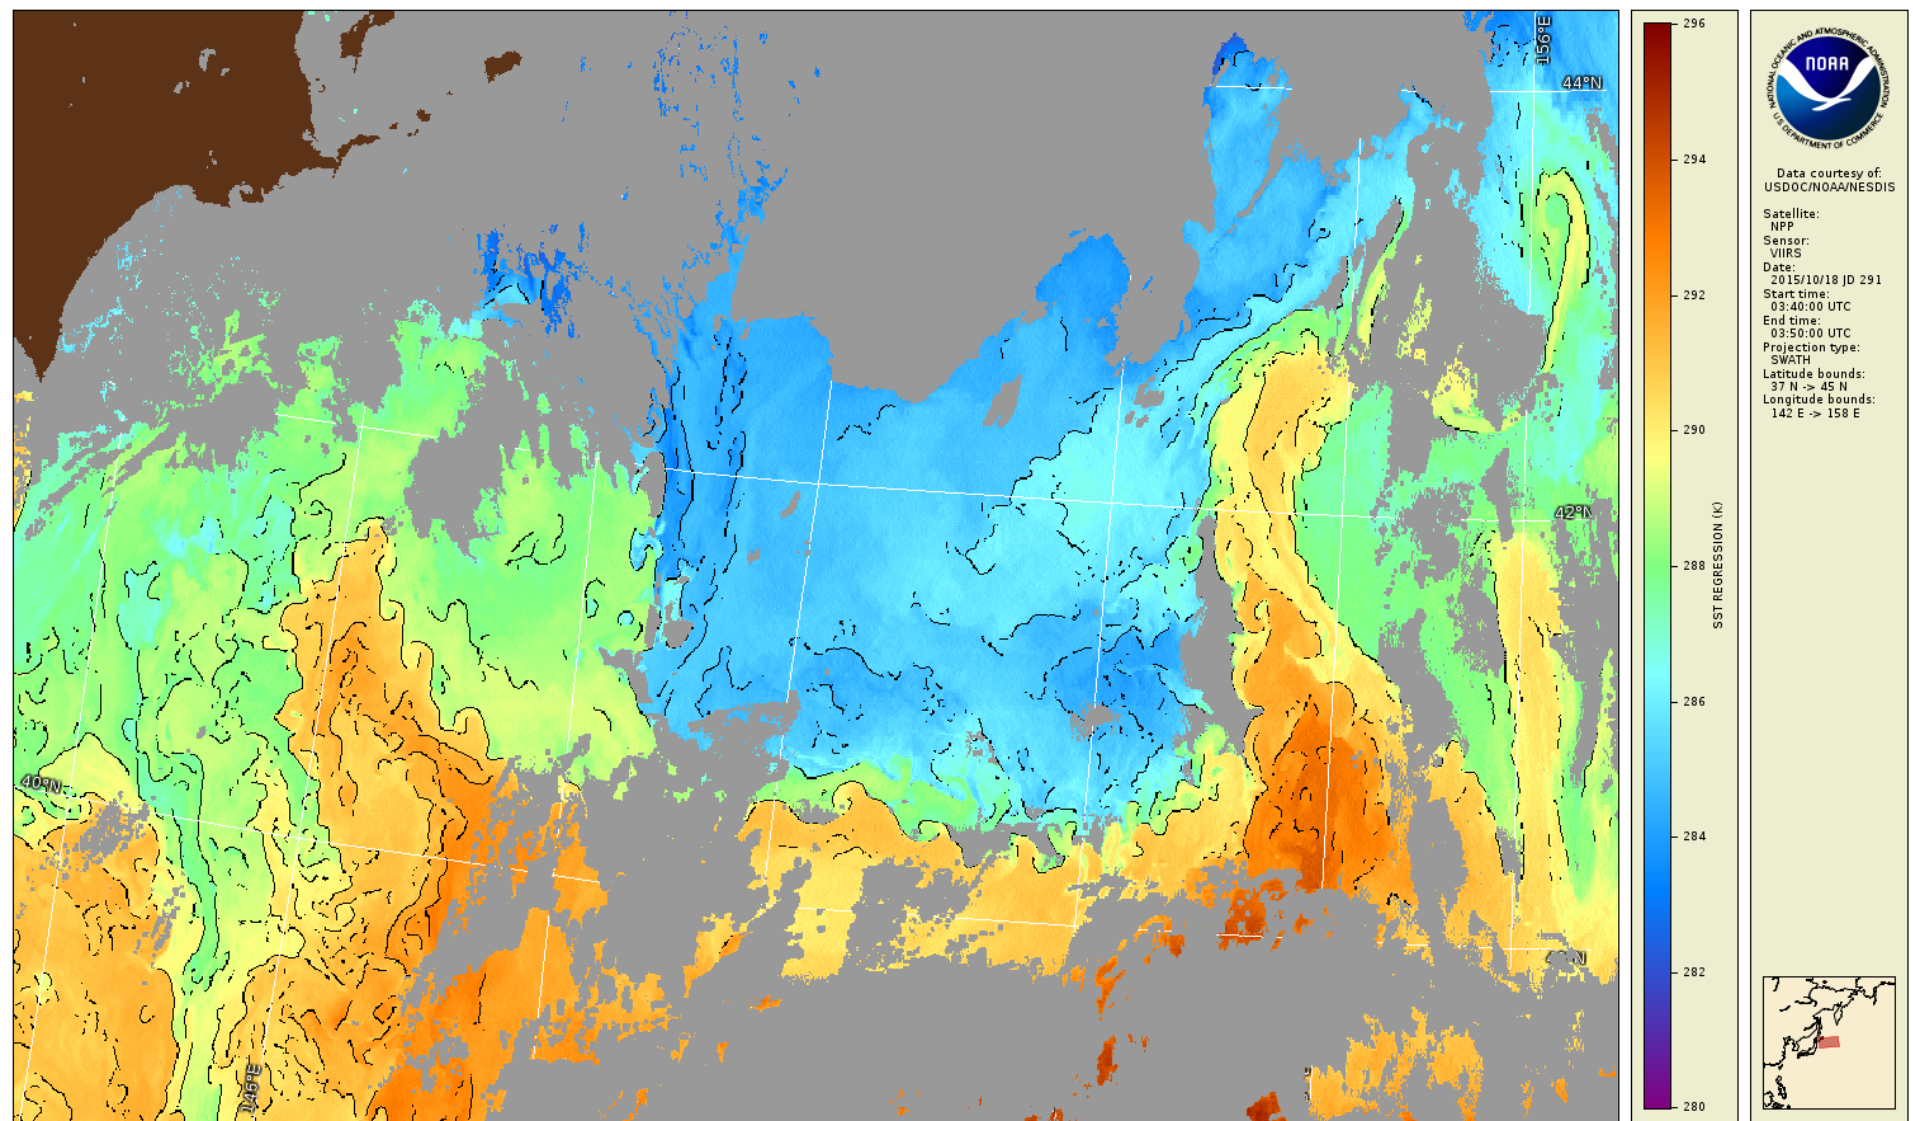 156°E
44°N
42°N
40°N
146°E
296
294
292
290
288
286
284
282
280
SST REGRESSION (K)
NATIONAL OCEANIC AND ATMOSPHERIC ADMINISTRATION
NOAA
U.S. DEPARTMENT OF COMMERCE
Data courtesy of:
USDOC/NOAA/NESDIS
Satellite:
NPP
Sensor:
VIIRS
Date:
2015/10/18 JD 291
Start time:
03:40:00 UTC
End time:
03:50:00 UTC
Projection type:
SWATH
Latitude bounds:
37 N -> 45 N
Longitude bounds:
142 E -> 158 E